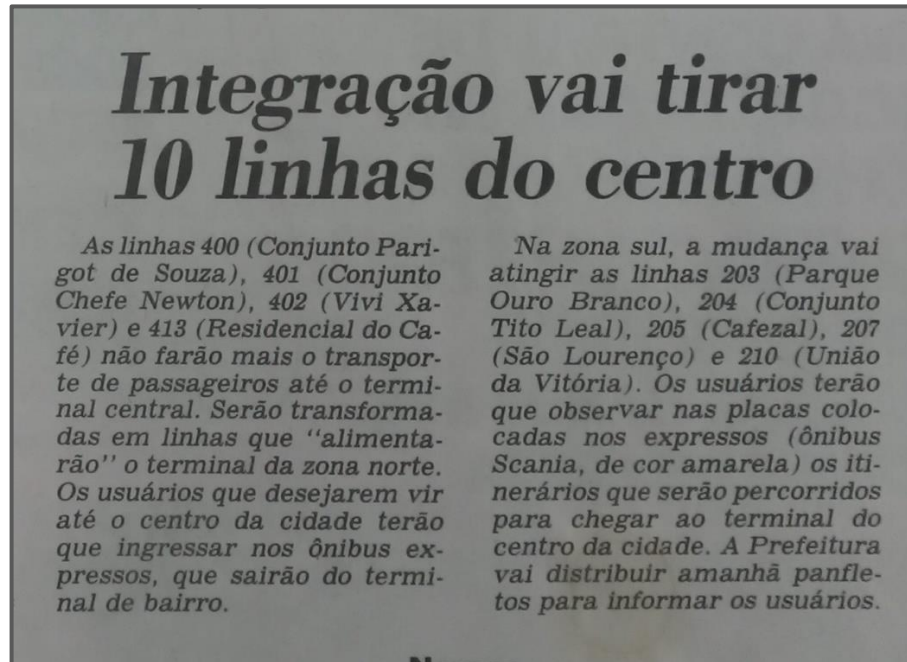 Integração vai tirar
10 linhas do centro
As linhas 400 (Conjunto Pari-
got de Souza), 401 (Conjunto
Chefe Newton), 402 (Vivi Xa-
vier) e 413 (Residencial do Ca-
fé) não farão mais o transpor-
te de passageiros até o termi-
nal central. Serão transforma-
das em linhas que "alimenta-
rão" o terminal da zona norte.
Os usuários que desejarem vir
até o centro da cidade terão
que ingressar nos ônibus ex-
pressos, que sairão do termi-
nal de bairro.
Na zona sul, a mudança vai
atingir as linhas 203 (Parque
Ouro Branco), 204 (Conjunto
Tito Leal), 205 (Cafezal), 207
(São Lourenço) e 210 (União
da Vitória). Os usuários terão
que observar nas placas colo-
cadas nos expressos (ônibus
Scania, de cor amarela) os iti-
nerários que serão percorridos
para chegar ao terminal do
centro da cidade. A Prefeitura
vai distribuir amanhã panfle-
tos para informar os usuários.